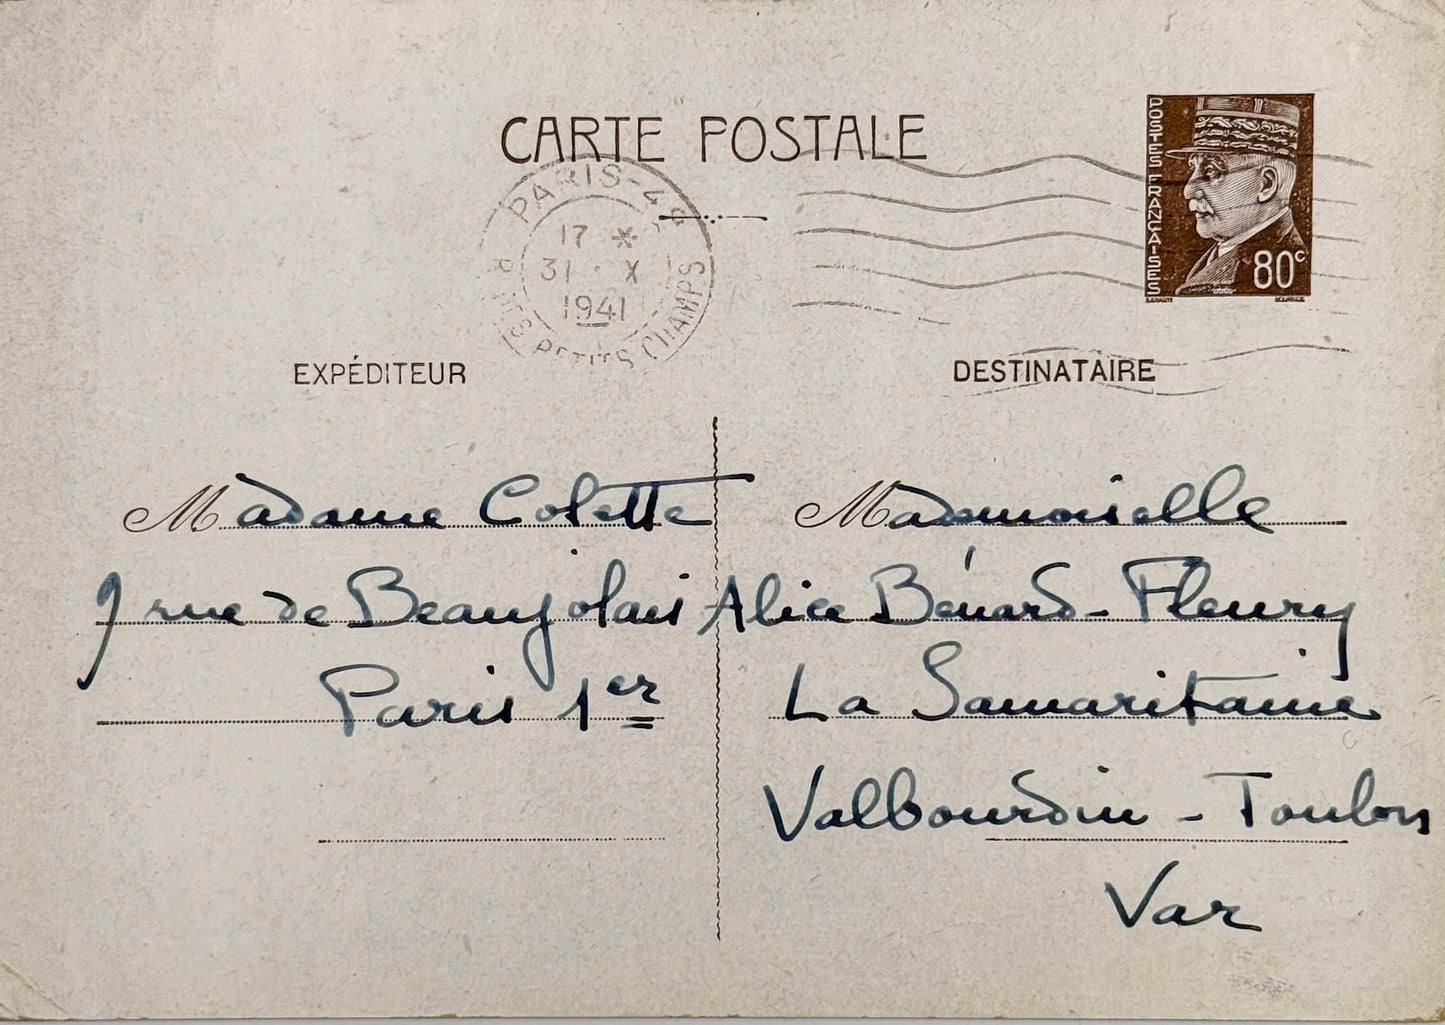 CARTE POSTALE
POSTES FRANÇAISES
80c
PARIS-44
17 *
31 · X
1941
R. DES PETITS CHAMPS
EXPÉDITEUR
Madame Colette
9 rue de Beaujolais
Paris 1er
DESTINATAIRE
Mademoiselle
Alice Bénard-Fleury
La Samaritaine
Valbourdin - Toulon
Var